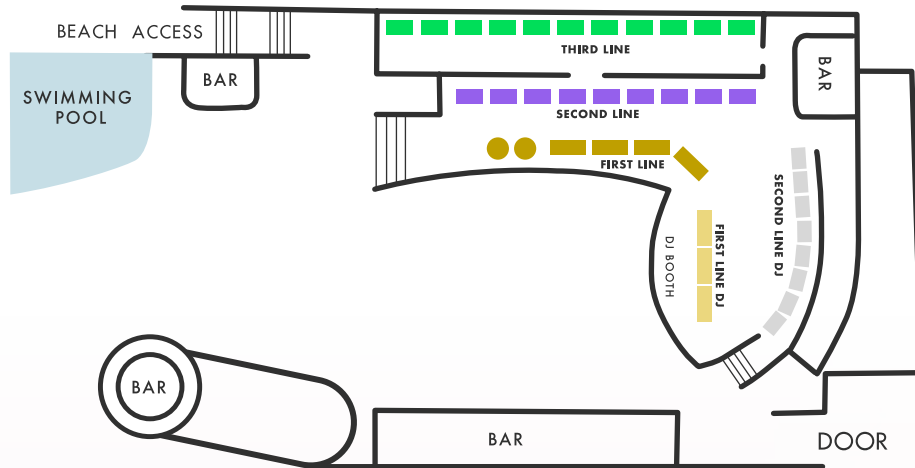 BEACH ACCESS
THIRD LINE
BAR
BAR
SWIMMING
POOL
SECOND LINE
FIRST LINE
SECOND LINE DJ
FIRST LINE DJ
DJ BOOTH
BAR
BAR
DOOR